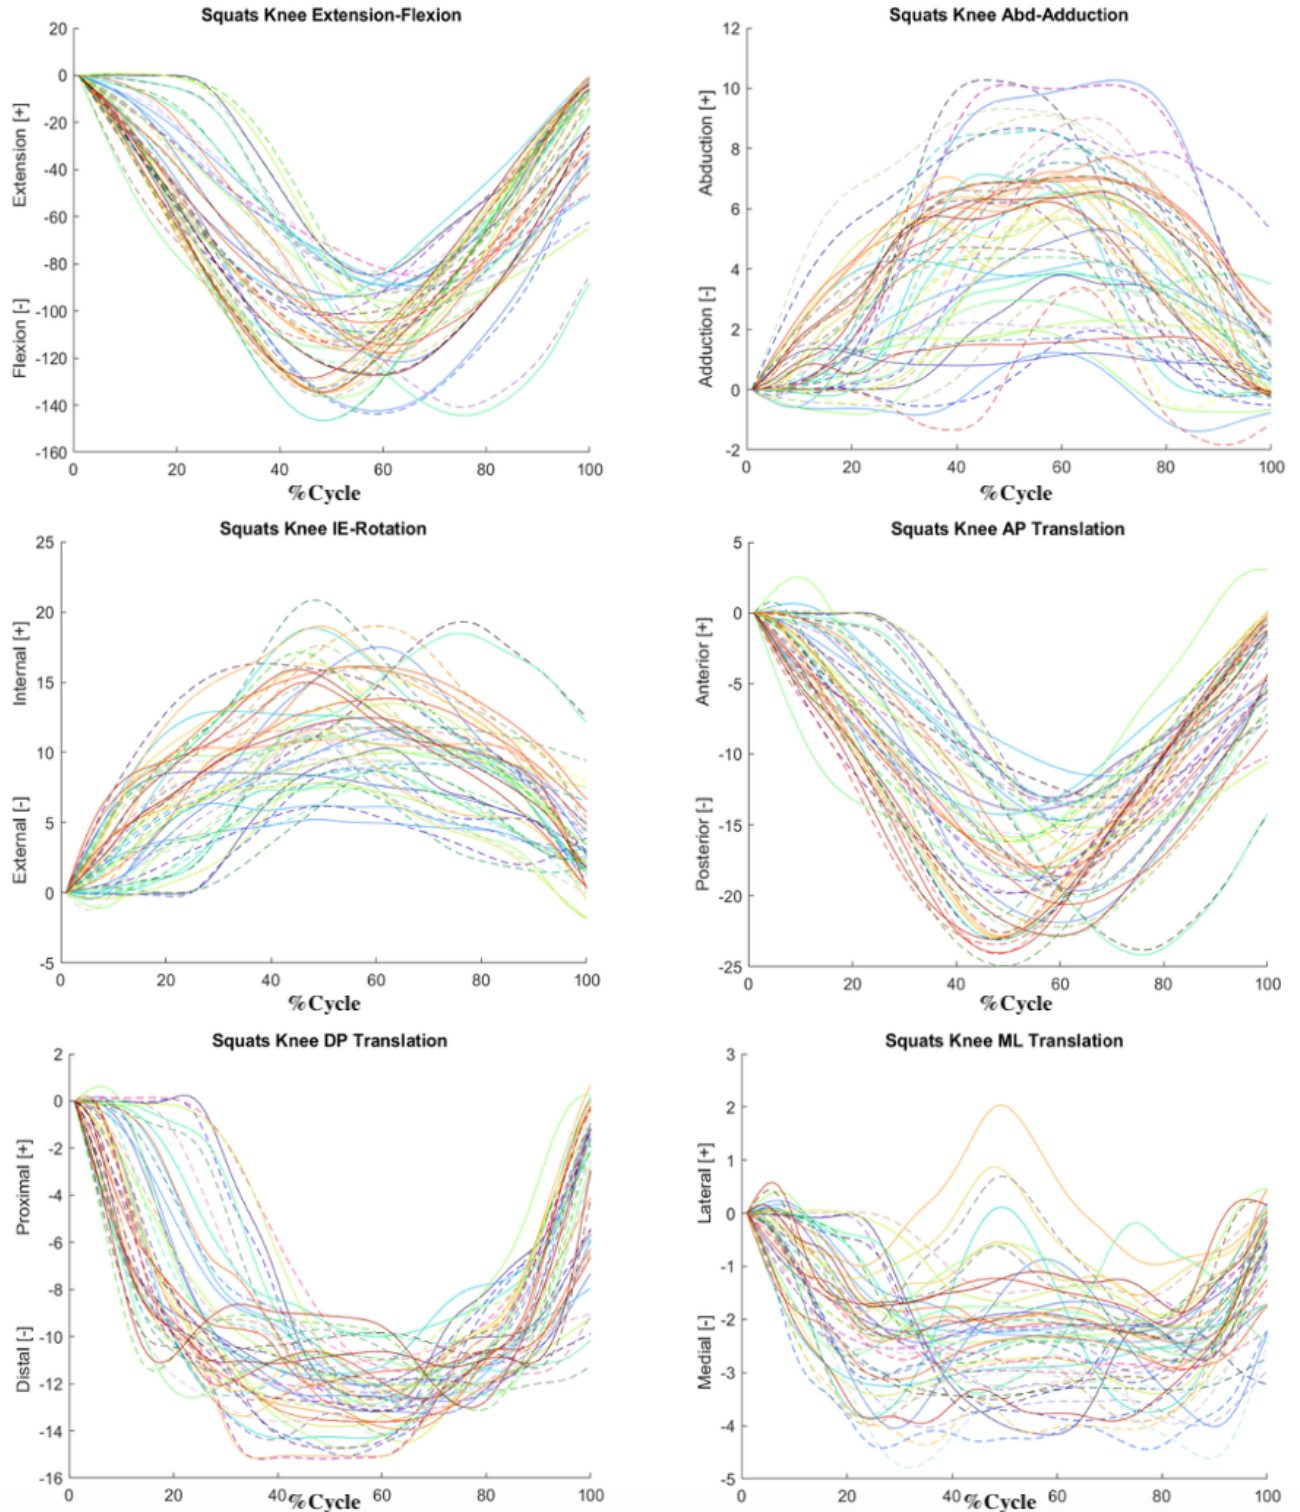 Squats Knee Extension-Flexion
20
0
-20
-40
-60
-80
-100
-120
-140
-160
Extension [+]
Flexion [-]
0 20 40 60 80 100
%Cycle
Squats Knee Abd-Adduction
12
10
8
6
4
2
0
-2
Abduction [+]
Adduction [-]
0 20 40 60 80 100
%Cycle
Squats Knee IE-Rotation
25
20
15
10
5
0
-5
Internal [+]
External [-]
0 20 40 60 80 100
%Cycle
Squats Knee AP Translation
5
0
-5
-10
-15
-20
-25
Anterior [+]
Posterior [-]
0 20 40 60 80 100
%Cycle
Squats Knee DP Translation
2
0
-2
-4
-6
-8
-10
-12
-14
-16
Proximal [+]
Distal [-]
0 20 40 60 80 100
%Cycle
Squats Knee ML Translation
3
2
1
0
-1
-2
-3
-4
-5
Lateral [+]
Medial [-]
0 20 40 60 80 100
%Cycle